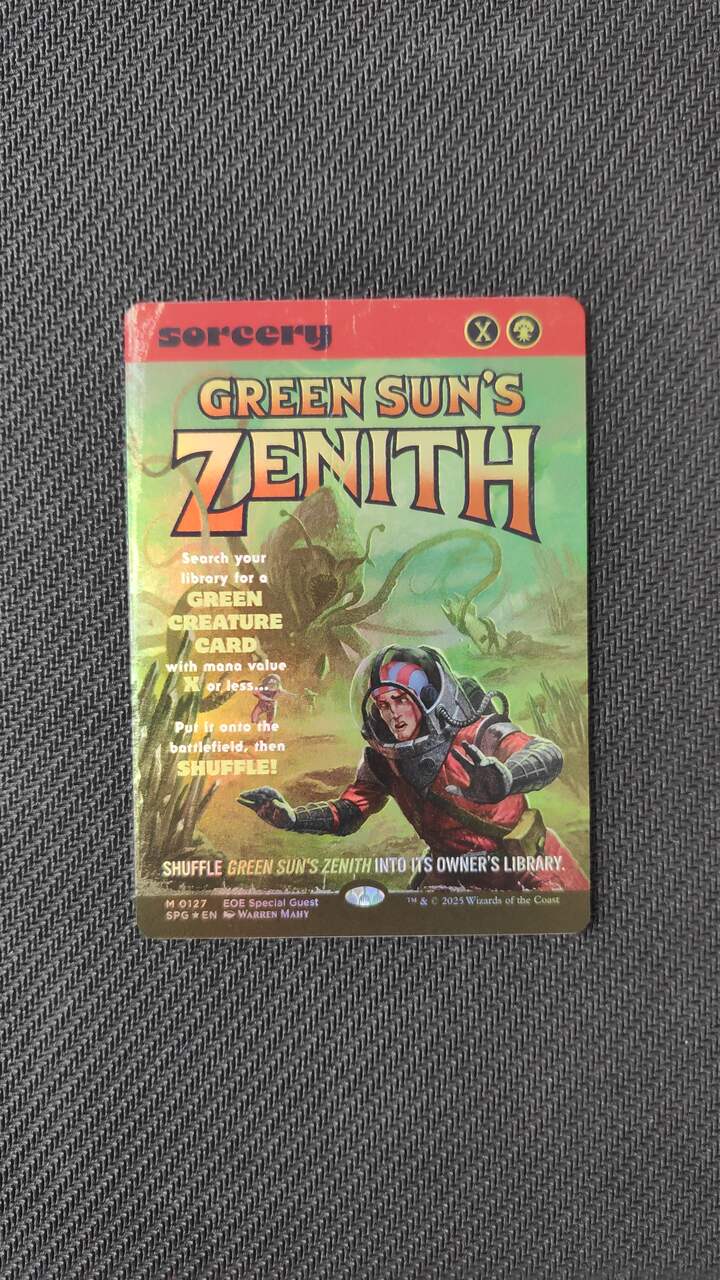 sorcery X
GREEN SUN'S
ZENITH
Search your
library for a
GREEN
CREATURE
CARD
with mana value
X or less...
Put it onto the
battlefield, then
SHUFFLE!
SHUFFLE GREEN SUN'S ZENITH INTO ITS OWNER'S LIBRARY.
M 0127 EOE Special Guest ™ & © 2025 Wizards of the Coast
SPG ★ EN WARREN MAHY